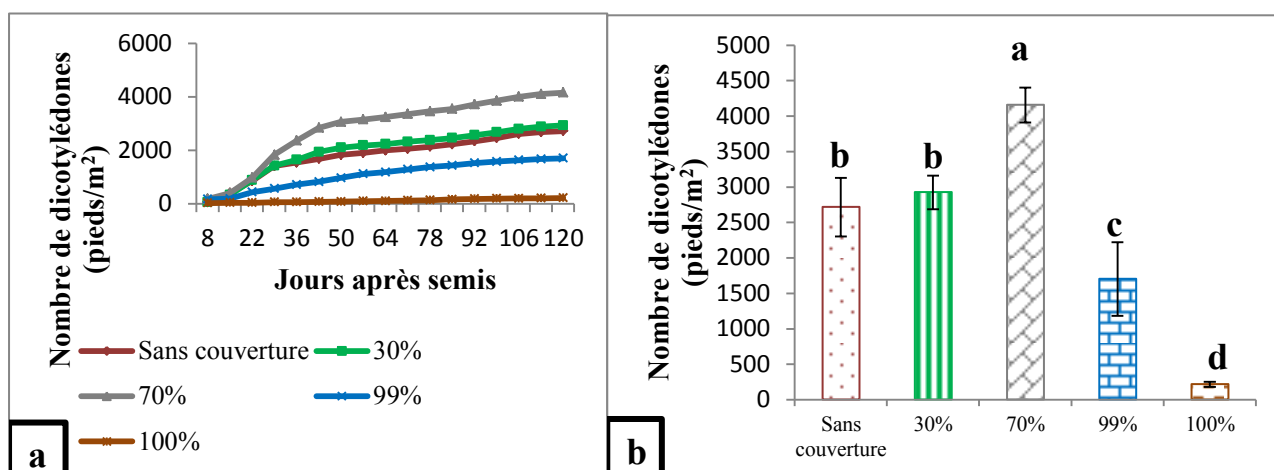 Nombre de dicotylédones
(pieds/m²)
6000
4000
2000
0
8 22 36 50 64 78 92 106 120
Jours après semis
Sans couverture 30%
70% 99%
100%
a
Nombre de dicotylédones
(pieds/m²)
5000
4500
4000
3500
3000
2500
2000
1500
1000
500
0
a
b b
c
d
Sans couverture 30% 70% 99% 100%
b